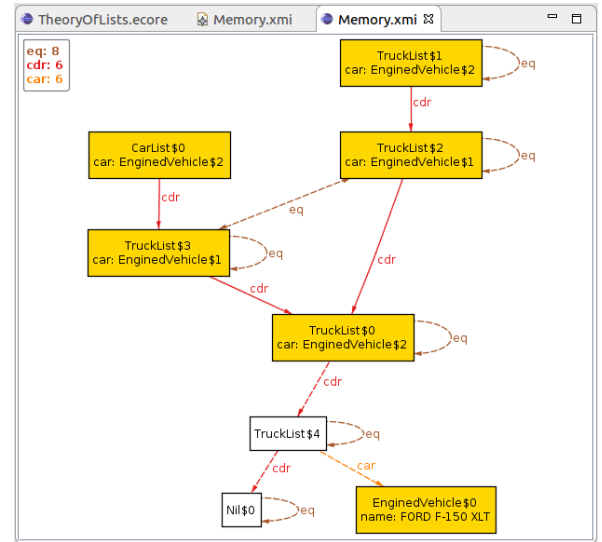 TheoryOfLists.ecore
Memory.xmi
Memory.xmi
eq: 8
cdr: 6
car: 6
TruckList$1
car: EnginedVehicle$2
eq
cdr
CarList$0
car: EnginedVehicle$2
TruckList$2
car: EnginedVehicle$1
eq
cdr
eq
TruckList$3
car: EnginedVehicle$1
eq
cdr
cdr
TruckList$0
car: EnginedVehicle$2
eq
cdr
TruckList$4
eq
cdr
car
Nil$0
eq
EnginedVehicle$0
name: FORD F-150 XLT